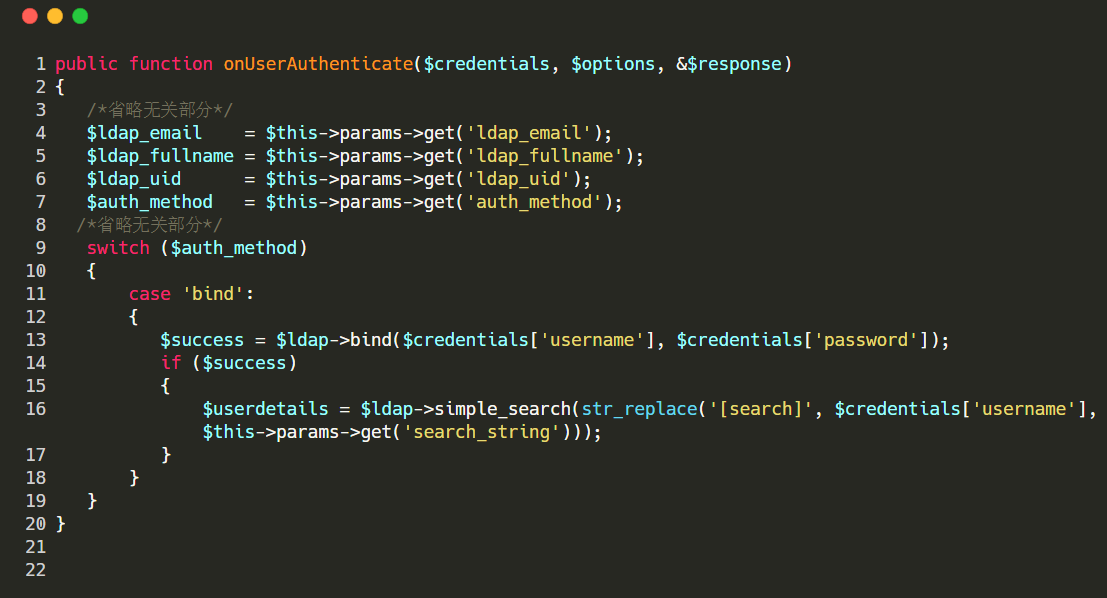 1 public function onUserAuthenticate($credentials, $options, &$response)
2 {
3    /*省略无关部分*/
4    $ldap_email    = $this->params->get('ldap_email');
5    $ldap_fullname = $this->params->get('ldap_fullname');
6    $ldap_uid      = $this->params->get('ldap_uid');
7    $auth_method   = $this->params->get('auth_method');
8   /*省略无关部分*/
9    switch ($auth_method)
10    {
11        case 'bind':
12        {
13           $success = $ldap->bind($credentials['username'], $credentials['password']);
14           if ($success)
15           {
16               $userdetails = $ldap->simple_search(str_replace('[search]', $credentials['username'],
               $this->params->get('search_string')));
17           }
18        }
19    }
20 }
21
22